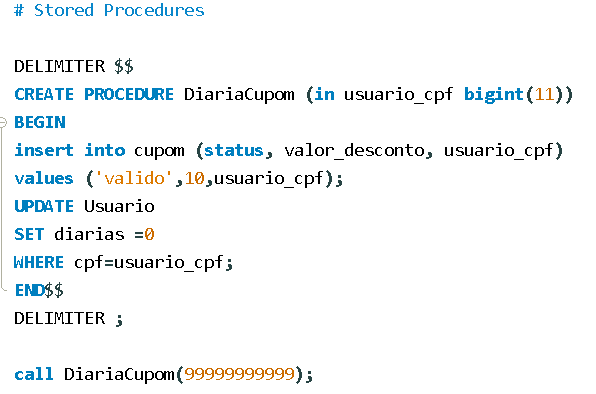 # Stored Procedures
DELIMITER $$
CREATE PROCEDURE DiariaCupom (in usuario_cpf bigint(11))
BEGIN
insert into cupom (status, valor_desconto, usuario_cpf)
values ('valido',10,usuario_cpf);
UPDATE Usuario
SET diarias =0
WHERE cpf=usuario_cpf;
END$$
DELIMITER ;
call DiariaCupom(99999999999);